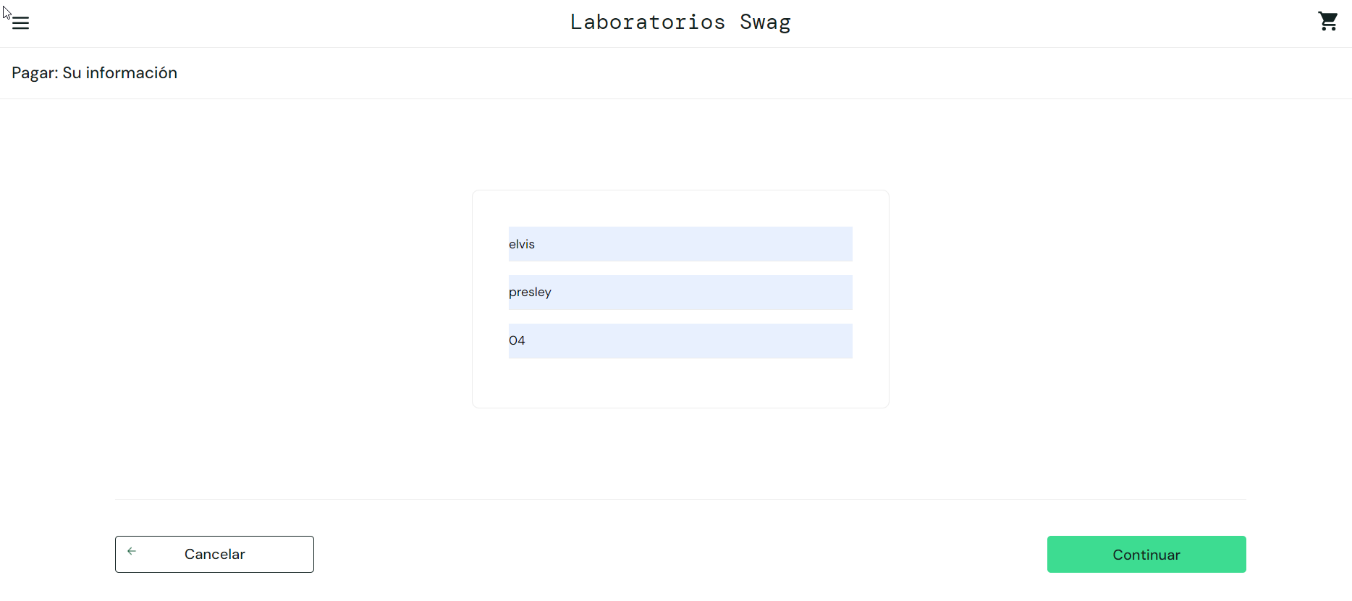 Laboratorios Swag
Pagar: Su información
elvis
presley
04
Cancelar
Continuar